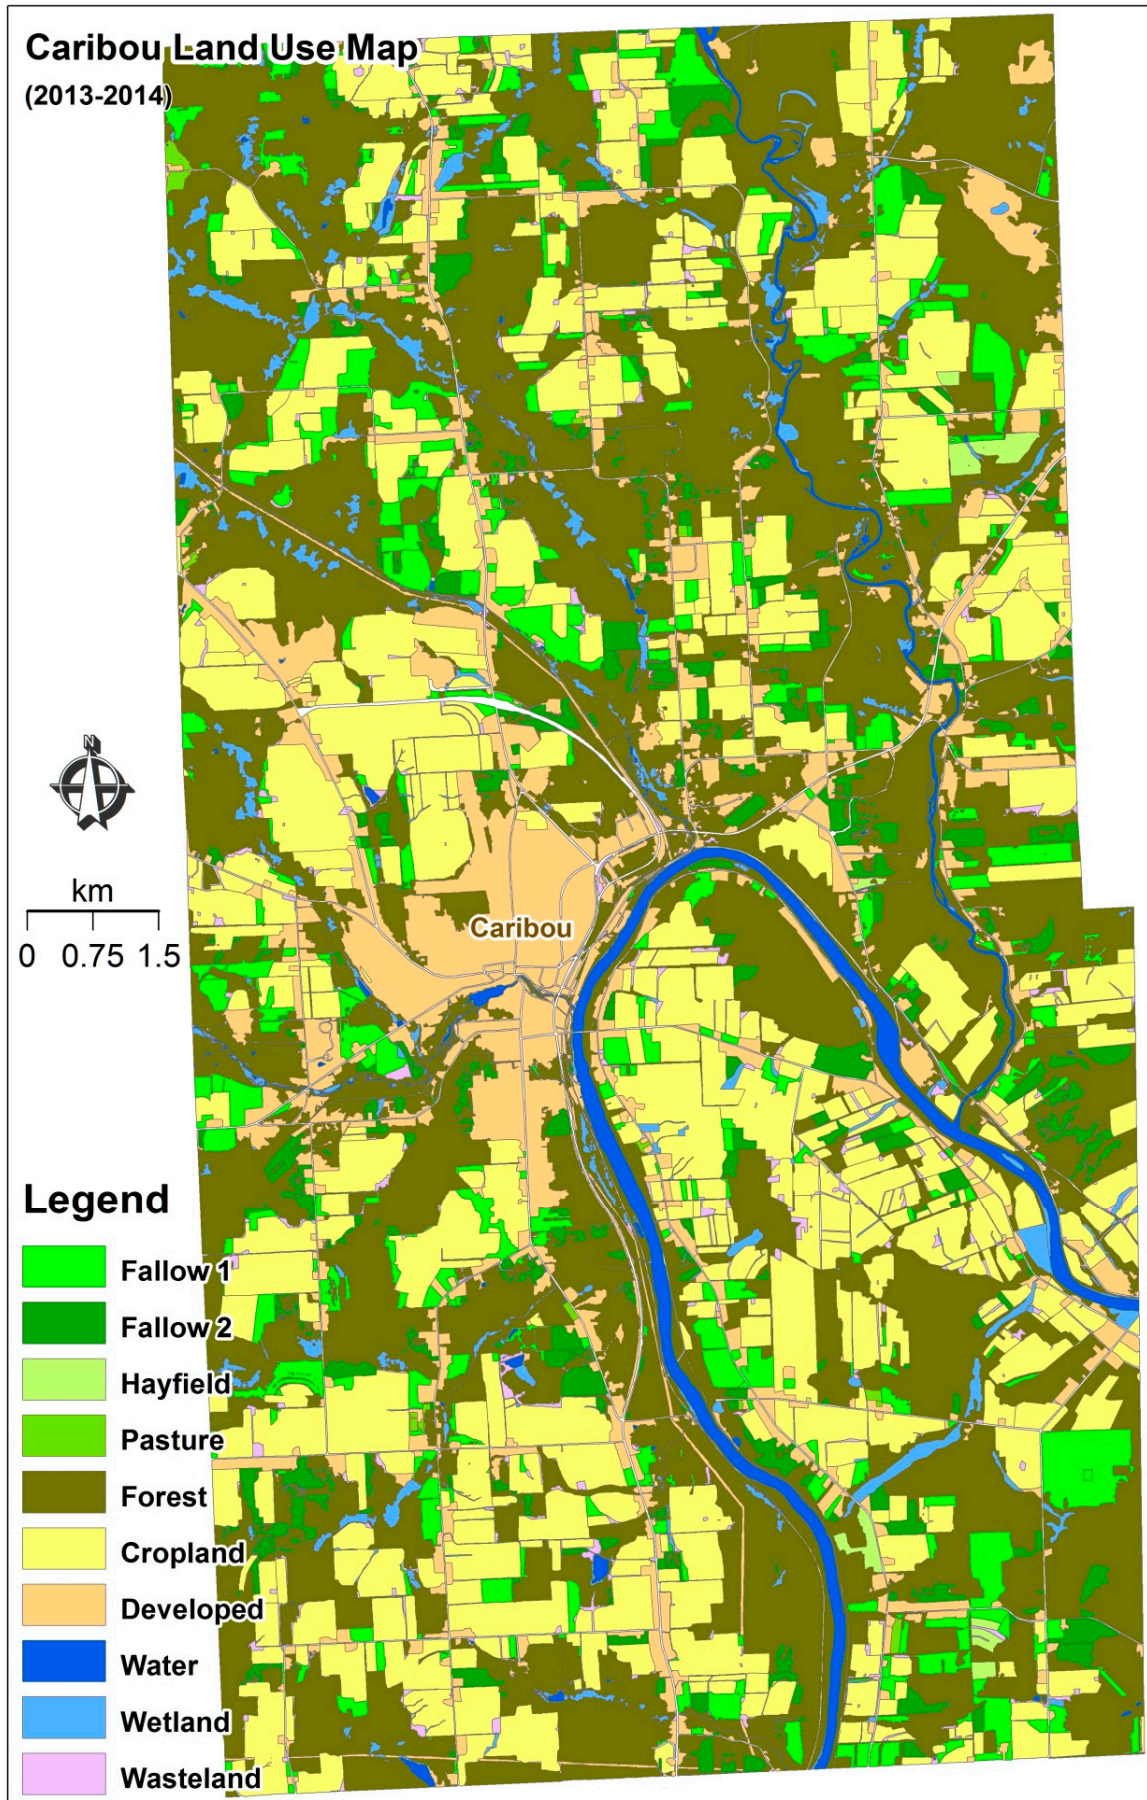 Caribou Land Use Map
(2013-2014)
N
km
0 0.75 1.5
Caribou
Legend
Fallow 1
Fallow 2
Hayfield
Pasture
Forest
Cropland
Developed
Water
Wetland
Wasteland